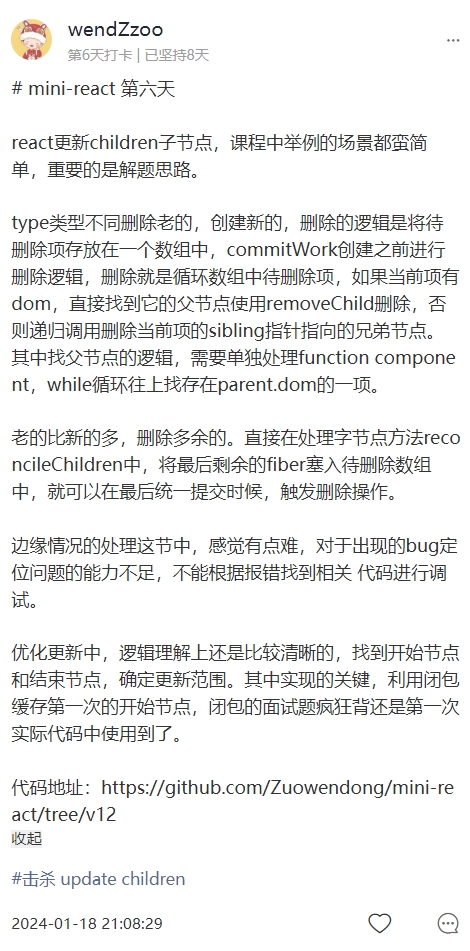 wendZzoo
第6天打卡 | 已坚持8天
# mini-react 第六天
react更新children子节点，课程中举例的场景都蛮简
单，重要的是解题思路。
type类型不同删除老的，创建新的，删除的逻辑是将待
删除项存放在一个数组中，commitWork创建之前进行
删除逻辑，删除就是循环数组中待删除项，如果当前项有
dom，直接找到它的父节点使用removeChild删除，否
则递归调用删除当前项的sibling指针指向的兄弟节点。
其中找父节点的逻辑，需要单独处理function compone
nt，while循环往上找存在parent.dom的一项。
老的比新的多，删除多余的。直接在处理字节点方法reco
ncileChildren中，将最后剩余的fiber塞入待删除数组
中，就可以在最后统一提交时候，触发删除操作。
边缘情况的处理这节中，感觉有点难，对于出现的bug定
位问题的能力不足，不能根据报错找到相关 代码进行调
试。
优化更新中，逻辑理解上还是比较清晰的，找到开始节点
和结束节点，确定更新范围。其中实现的关键，利用闭包
缓存第一次的开始节点，闭包的面试题疯狂背还是第一次
实际代码中使用到了。
代码地址：https://github.com/Zuowendong/mini-re
act/tree/v12
收起
#击杀 update children
2024-01-18 21:08:29